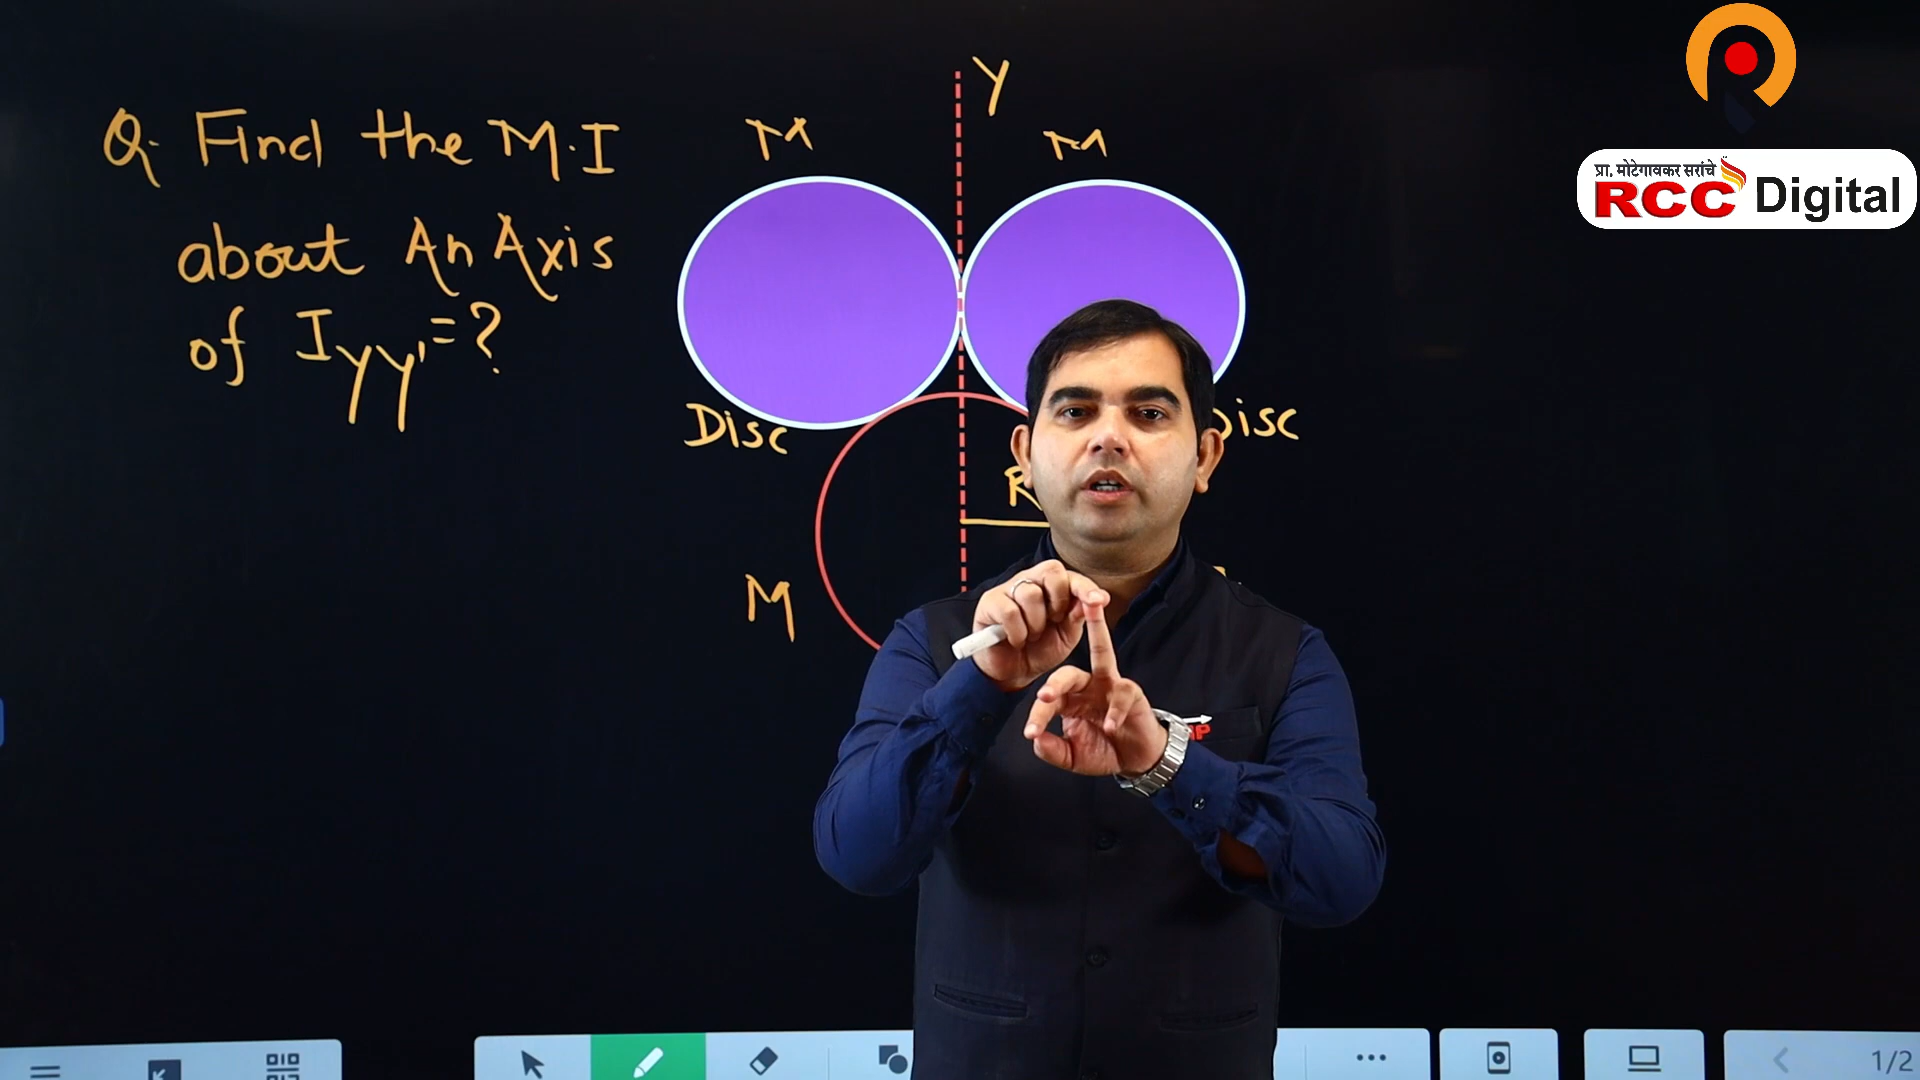 Q. Find the M.I
about An Axis
of IYY'=?
Y
M
M
Disc
Disc
R
M
प्रा. मोटेगावकर सरांचे
RCC Digital
1/2